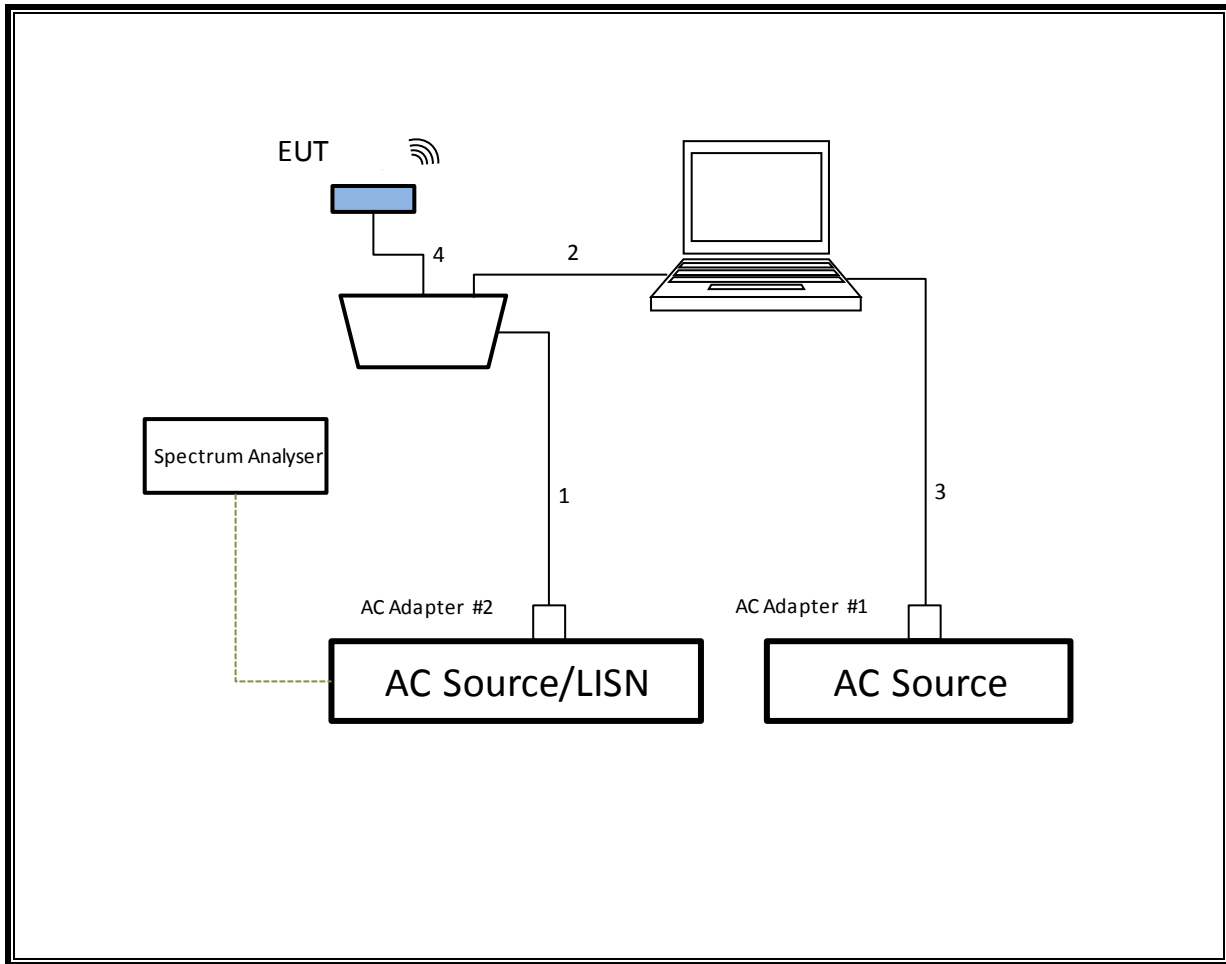 EUT
4
2
Spectrum Analyser
1
3
AC Adapter #2
AC Adapter #1
AC Source/LISN
AC Source